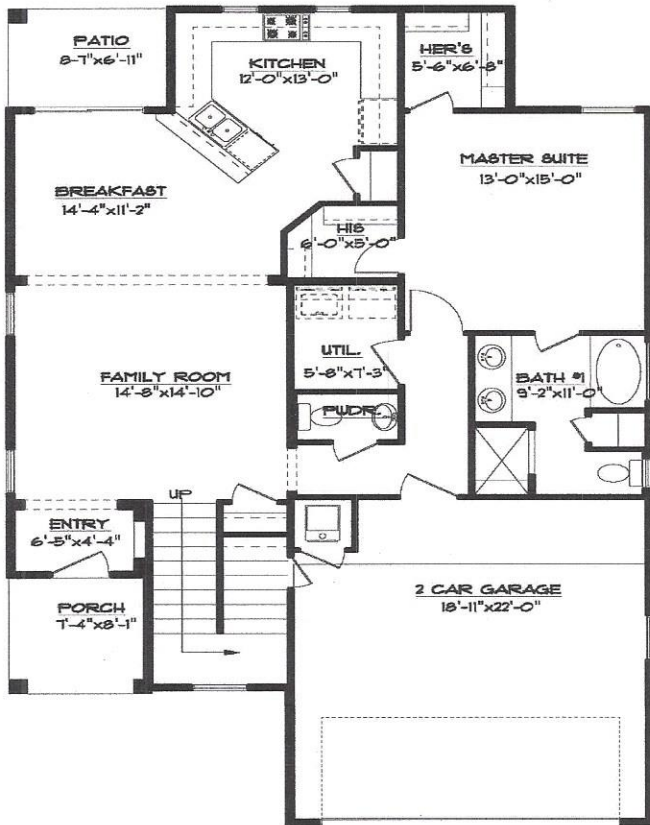 PATIO
8'-7"x6'-11"
KITCHEN
12'-0"x13'-0"
HER'S
5'-6"x6'-8"
MASTER SUITE
13'-0"x15'-0"
BREAKFAST
14'-4"x11'-2"
HIS
6'-0"x5'-0"
UTIL.
5'-8"x7'-3"
FAMILY ROOM
14'-8"x14'-10"
BATH #1
9'-2"x11'-0"
PWDR.
UP
ENTRY
6'-5"x4'-4"
2 CAR GARAGE
18'-11"x22'-0"
PORCH
7'-4"x8'-1"